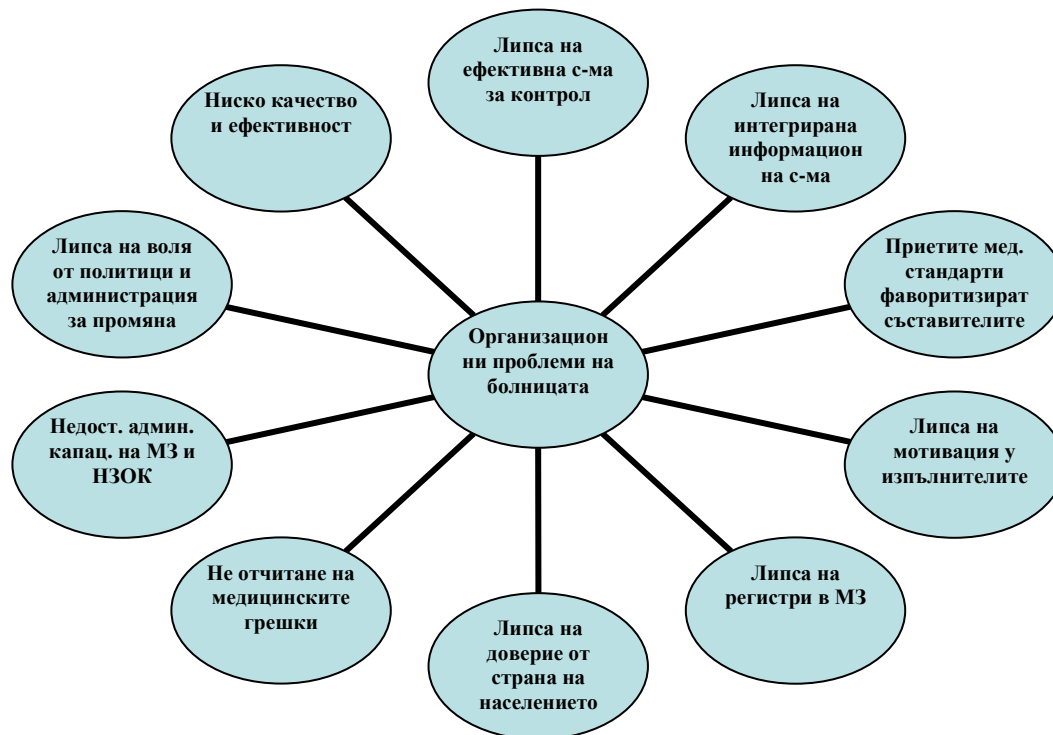 Липса на
ефективна с-ма
за контрол
Липса на
интегрирана
информацион
на с-ма
Приетите мед.
стандарти
фаворитизират
съставителите
Липса на
мотивация у
изпълнителите
Липса на
регистри в МЗ
Липса на
доверие от
страна на
населението
Не отчитане на
медицинските
грешки
Недост. админ.
капац. на МЗ и
НЗОК
Липса на воля
от политици и
администрация
за промяна
Ниско качество
и ефективност
Организацион
ни проблеми на
болницата